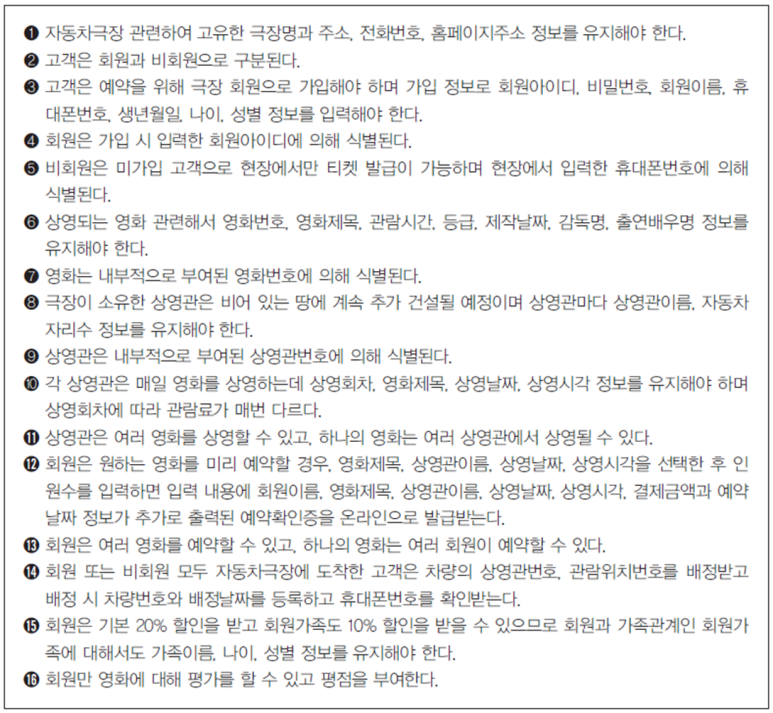 ❶ 자동차극장 관련하여 고유한 극장명과 주소, 전화번호, 홈페이지주소 정보를 유지해야 한다.
❷ 고객은 회원과 비회원으로 구분된다.
❸ 고객은 예약을 위해 극장 회원으로 가입해야 하며 가입 정보로 회원아이디, 비밀번호, 회원이름, 휴
대폰번호, 생년월일, 나이, 성별 정보를 입력해야 한다.
❹ 회원은 가입 시 입력한 회원아이디에 의해 식별된다.
❺ 비회원은 미가입 고객으로 현장에서만 티켓 발급이 가능하며 현장에서 입력한 휴대폰번호에 의해
식별된다.
❻ 상영되는 영화 관련해서 영화번호, 영화제목, 관람시간, 등급, 제작날짜, 감독명, 출연배우명 정보를
유지해야 한다.
❼ 영화는 내부적으로 부여된 영화번호에 의해 식별된다.
❽ 극장이 소유한 상영관은 비어 있는 땅에 계속 추가 건설될 예정이며 상영관마다 상영관이름, 자동차
자리수 정보를 유지해야 한다.
❾ 상영관은 내부적으로 부여된 상영관번호에 의해 식별된다.
❿ 각 상영관은 매일 영화를 상영하는데 상영회차, 영화제목, 상영날짜, 상영시각 정보를 유지해야 하며
상영회차에 따라 관람료가 매번 다르다.
⓫ 상영관은 여러 영화를 상영할 수 있고, 하나의 영화는 여러 상영관에서 상영될 수 있다.
⓬ 회원은 원하는 영화를 미리 예약할 경우, 영화제목, 상영관이름, 상영날짜, 상영시각을 선택한 후 인
원수를 입력하면 입력 내용에 회원이름, 영화제목, 상영관이름, 상영날짜, 상영시각, 결제금액과 예약
날짜 정보가 추가로 출력된 예약확인증을 온라인으로 발급받는다.
⓭ 회원은 여러 영화를 예약할 수 있고, 하나의 영화는 여러 회원이 예약할 수 있다.
⓮ 회원 또는 비회원 모두 자동차극장에 도착한 고객은 차량의 상영관번호, 관람위치번호를 배정받고
배정 시 차량번호와 배정날짜를 등록하고 휴대폰번호를 확인받는다.
⓯ 회원은 기본 20% 할인을 받고 회원가족도 10% 할인을 받을 수 있으므로 회원과 가족관계인 회원가
족에 대해서도 가족이름, 나이, 성별 정보를 유지해야 한다.
⓰ 회원만 영화에 대해 평가를 할 수 있고 평점을 부여한다.